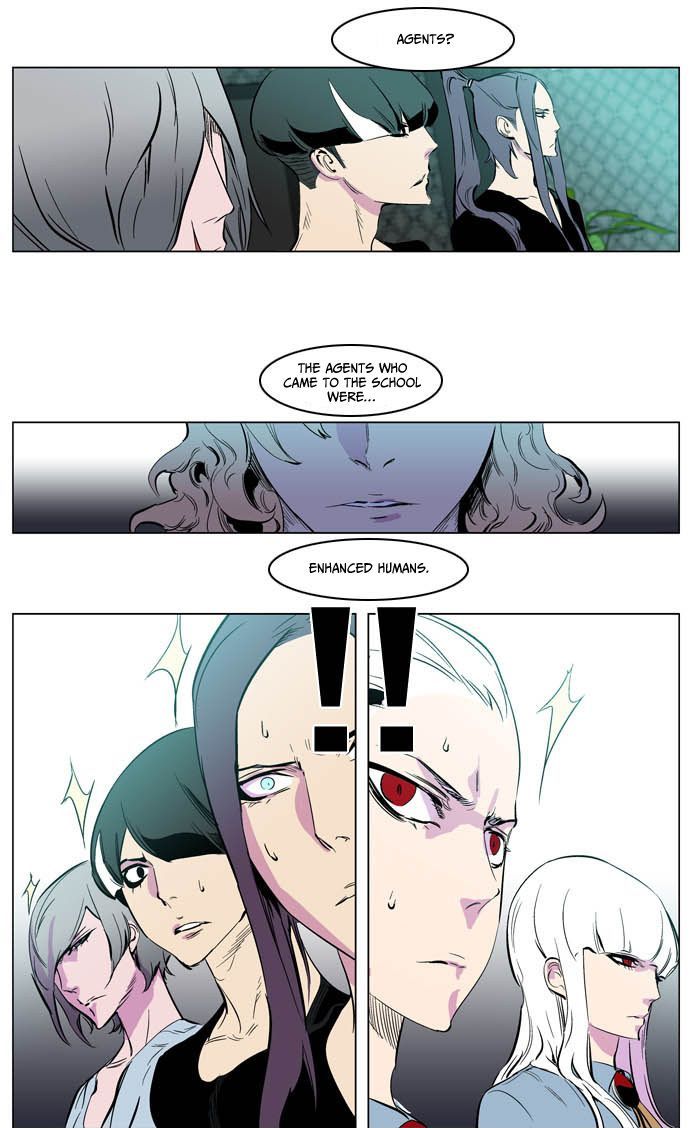 AGENTS?
THE AGENTS WHO
CAME TO THE SCHOOL
WERE...
ENHANCED HUMANS.
!!